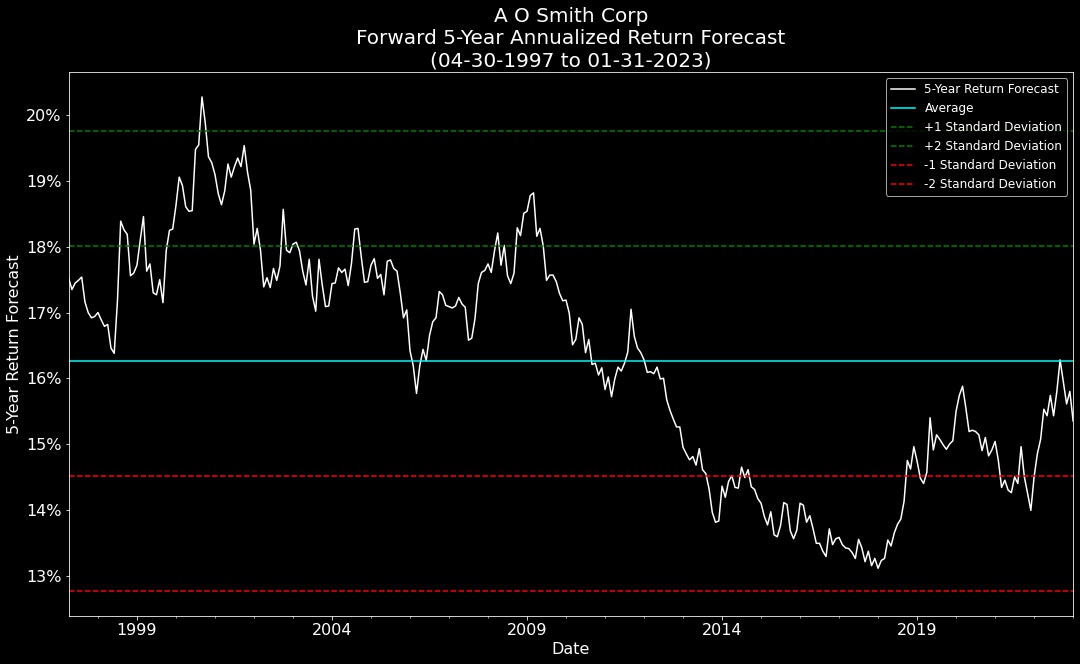 A O Smith Corp
Forward 5-Year Annualized Return Forecast
(04-30-1997 to 01-31-2023)
5-Year Return Forecast
Average
+1 Standard Deviation
+2 Standard Deviation
-1 Standard Deviation
-2 Standard Deviation
5-Year Return Forecast
20%
19%
18%
17%
16%
15%
14%
13%
1999 2004 2009 2014 2019
Date